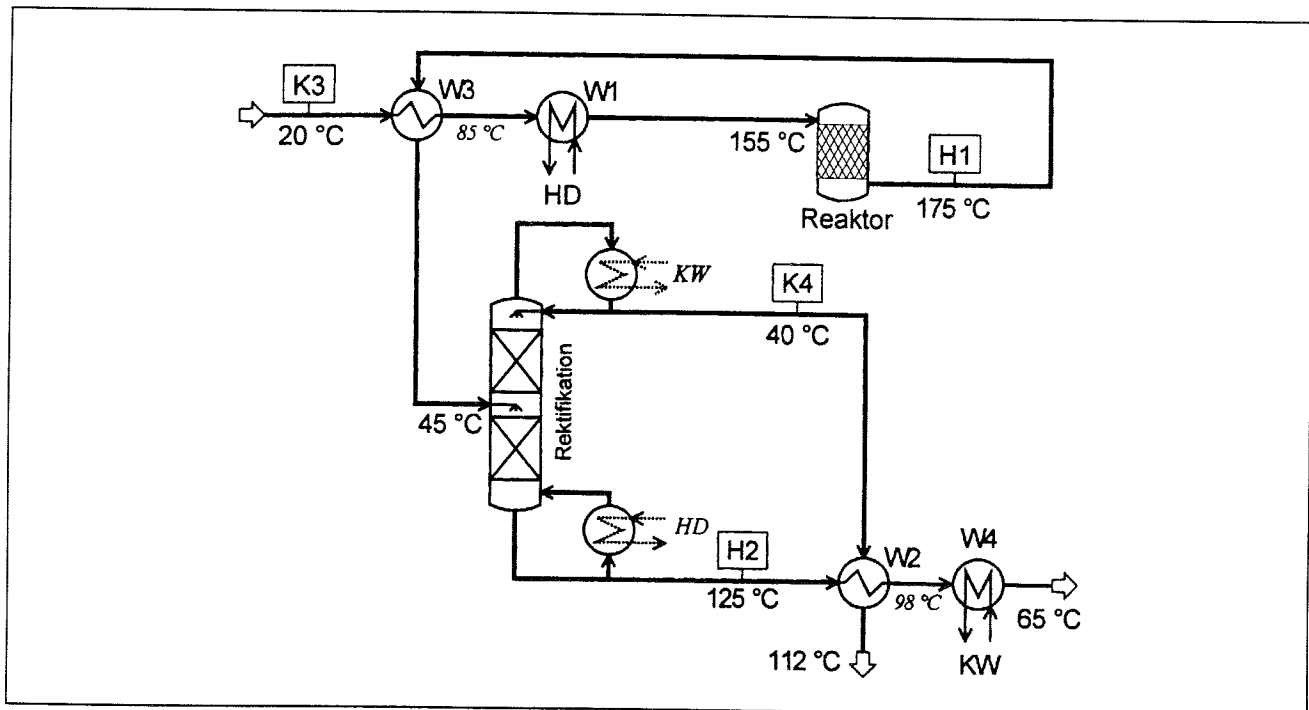 K3
W3
W1
20 °C
85 °C
155 °C
H1
HD
Reaktor
175 °C
KW
K4
40 °C
Rektifikation
45 °C
HD
H2
W2
W4
125 °C
98 °C
65 °C
112 °C
KW